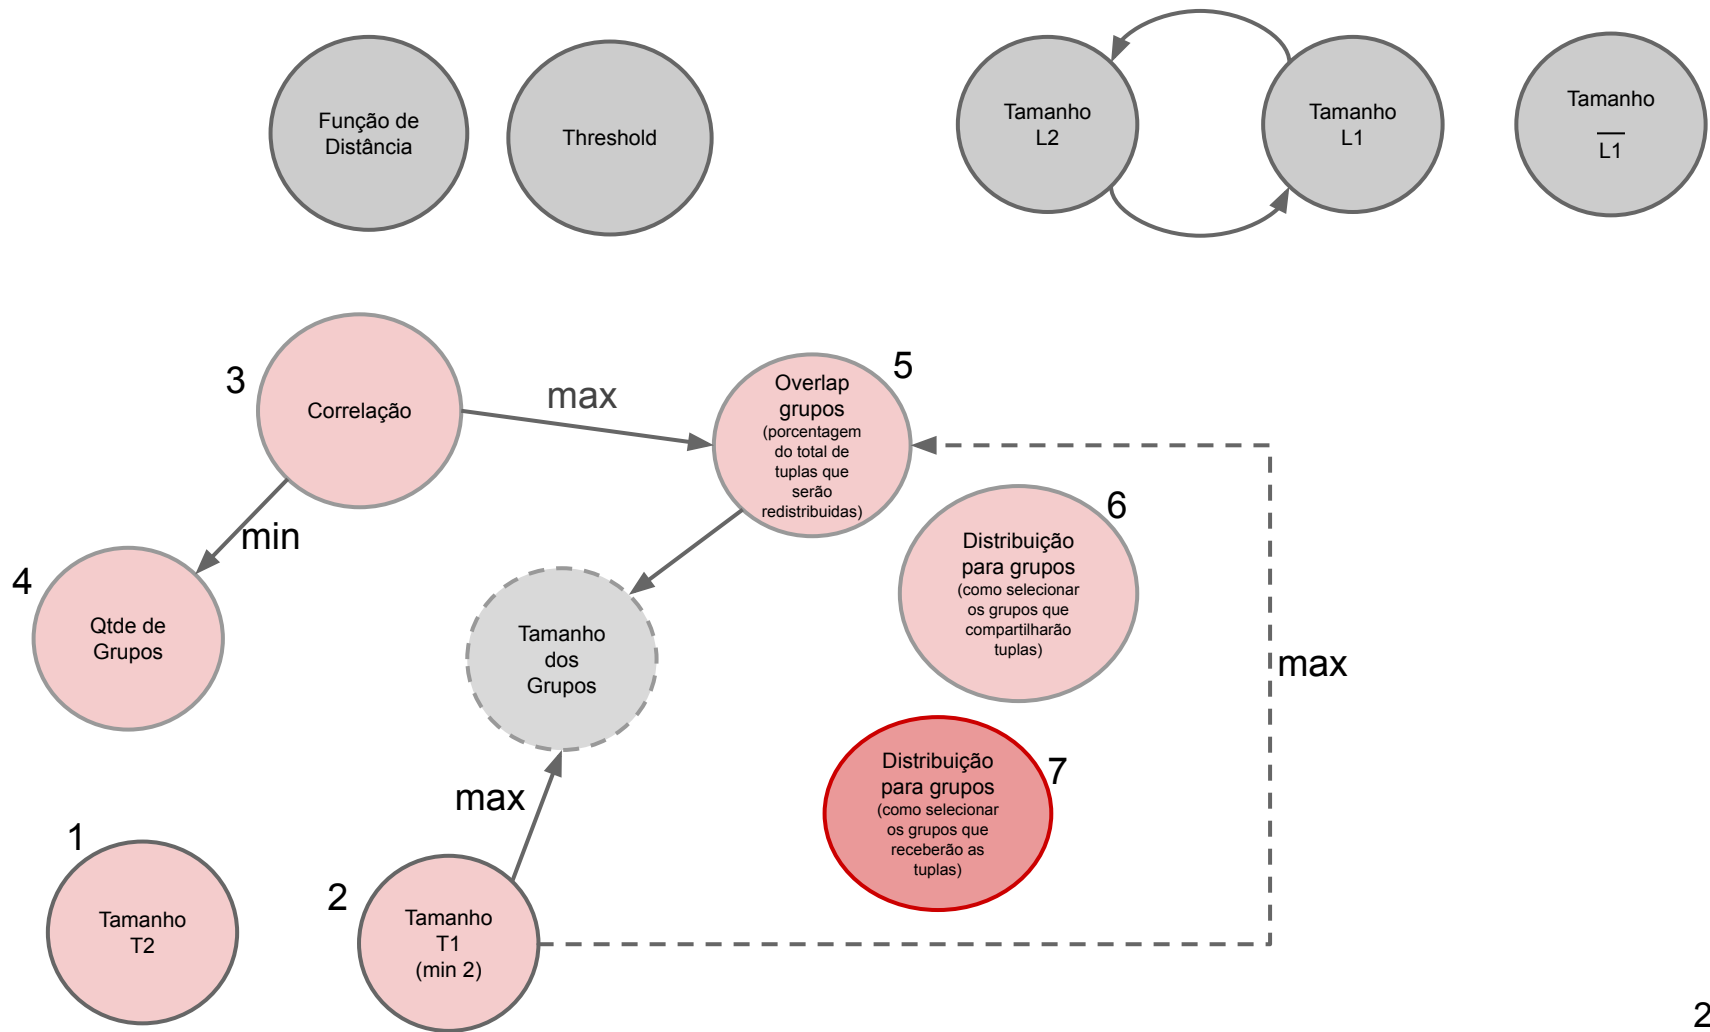 Função de
Distância
Threshold
Tamanho
L2
Tamanho
L1
Tamanho
L1
3
Correlação
max
5
Overlap
grupos
(porcentagem
do total de
tuplas que
serão
redistribuidas)
min
6
Distribuição
para grupos
(como selecionar
os grupos que
compartilharão
tuplas)
4
Qtde de
Grupos
Tamanho
dos
Grupos
max
7
Distribuição
para grupos
(como selecionar
os grupos que
receberão as
tuplas)
max
1
Tamanho
T2
2
Tamanho
T1
(min 2)
2